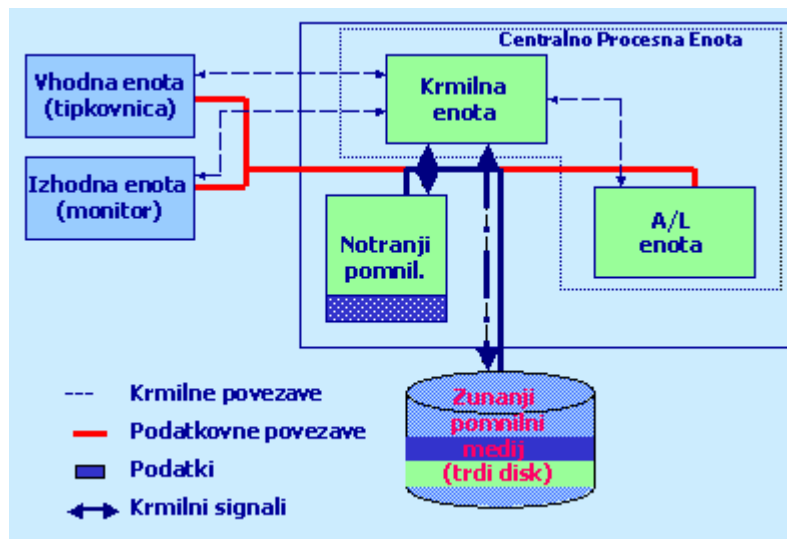 Centralno Procesna Enota
Vhodna enota
(tipkovnica)
Krmilna
enota
Izhodna enota
(monitor)
Notranji
pomnil.
A/L
enota
Zunanji
pomnilni
medij
(trdi disk)
Krmilne povezave
Podatkovne povezave
Podatki
Krmilni signali